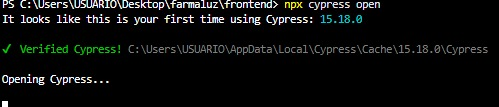 PS C:\Users\USUARIO\Desktop\farmaluz\frontend> npx cypress open
It looks like this is your first time using Cypress: 15.18.0
✔ Verified Cypress! C:\Users\USUARIO\AppData\Local\Cypress\Cache\15.18.0\Cypress
Opening Cypress...